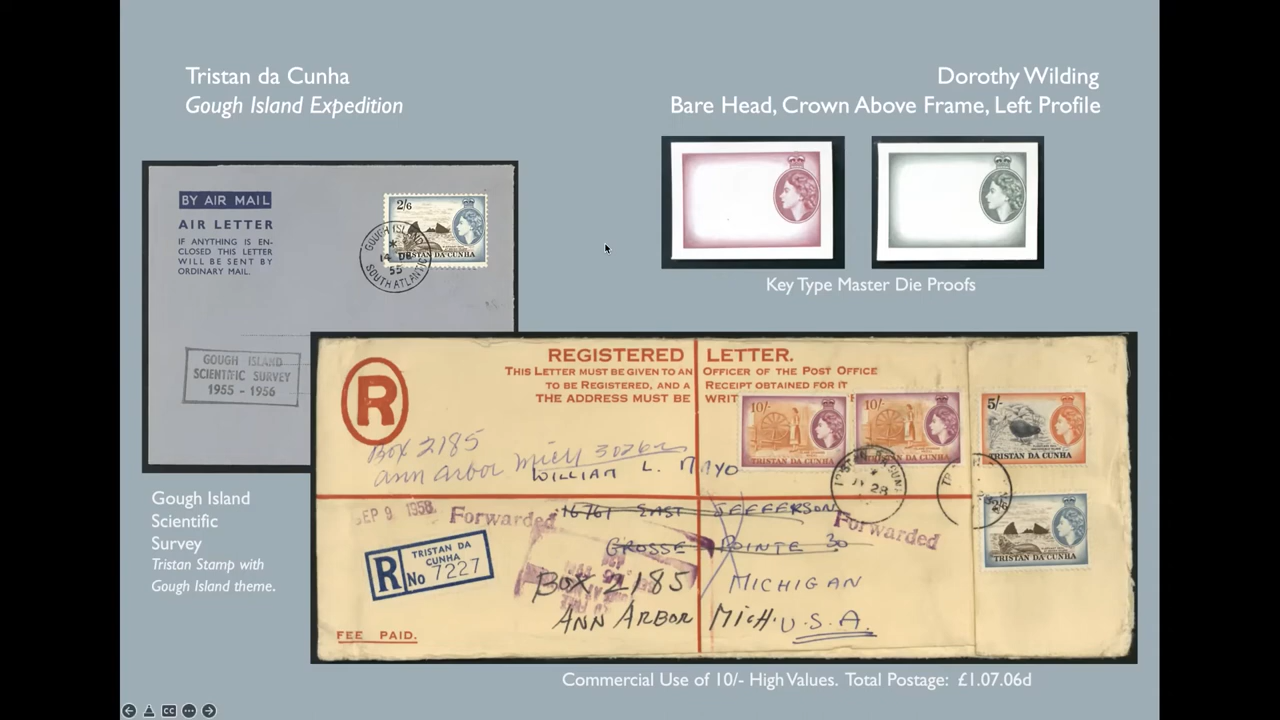 Tristan da Cunha
Gough Island Expedition
Dorothy Wilding
Bare Head, Crown Above Frame, Left Profile
Key Type Master Die Proofs
BY AIR MAIL
AIR LETTER
IF ANYTHING IS EN-
CLOSED THIS LETTER
WILL BE SENT BY
ORDINARY MAIL.
2/6
TRISTAN DA CUNHA
GOUGH ISLAND
SOUTH ATLANTIC
55
GOUGH ISLAND
SCIENTIFIC SURVEY
1955 - 1956
Gough Island
Scientific
Survey
Tristan Stamp with
Gough Island theme.
REGISTERED LETTER.
THIS LETTER MUST BE GIVEN TO AN OFFICER OF THE POST OFFICE
TO BE REGISTERED, AND A RECEIPT OBTAINED FOR IT
THE ADDRESS MUST BE WRIT
R
10/-
TRISTAN DA CUNHA
10/-
TRISTAN DA CUNHA
5/-
TRISTAN DA CUNHA
TRISTAN DA CUNHA
Box 2185
ann arbor mich
WILLIAM L. MAYO
16761 EAST JEFFERSON
GROSSE POINTE 30
MICHIGAN
U.S.A.
BOX 2185
ANN ARBOR MICH.
SEP 9 1958
Forwarded
Forwarded
R
TRISTAN DA
CUNHA
No 7227
FEE PAID.
Commercial Use of 10/- High Values. Total Postage: £1.07.06d
CC